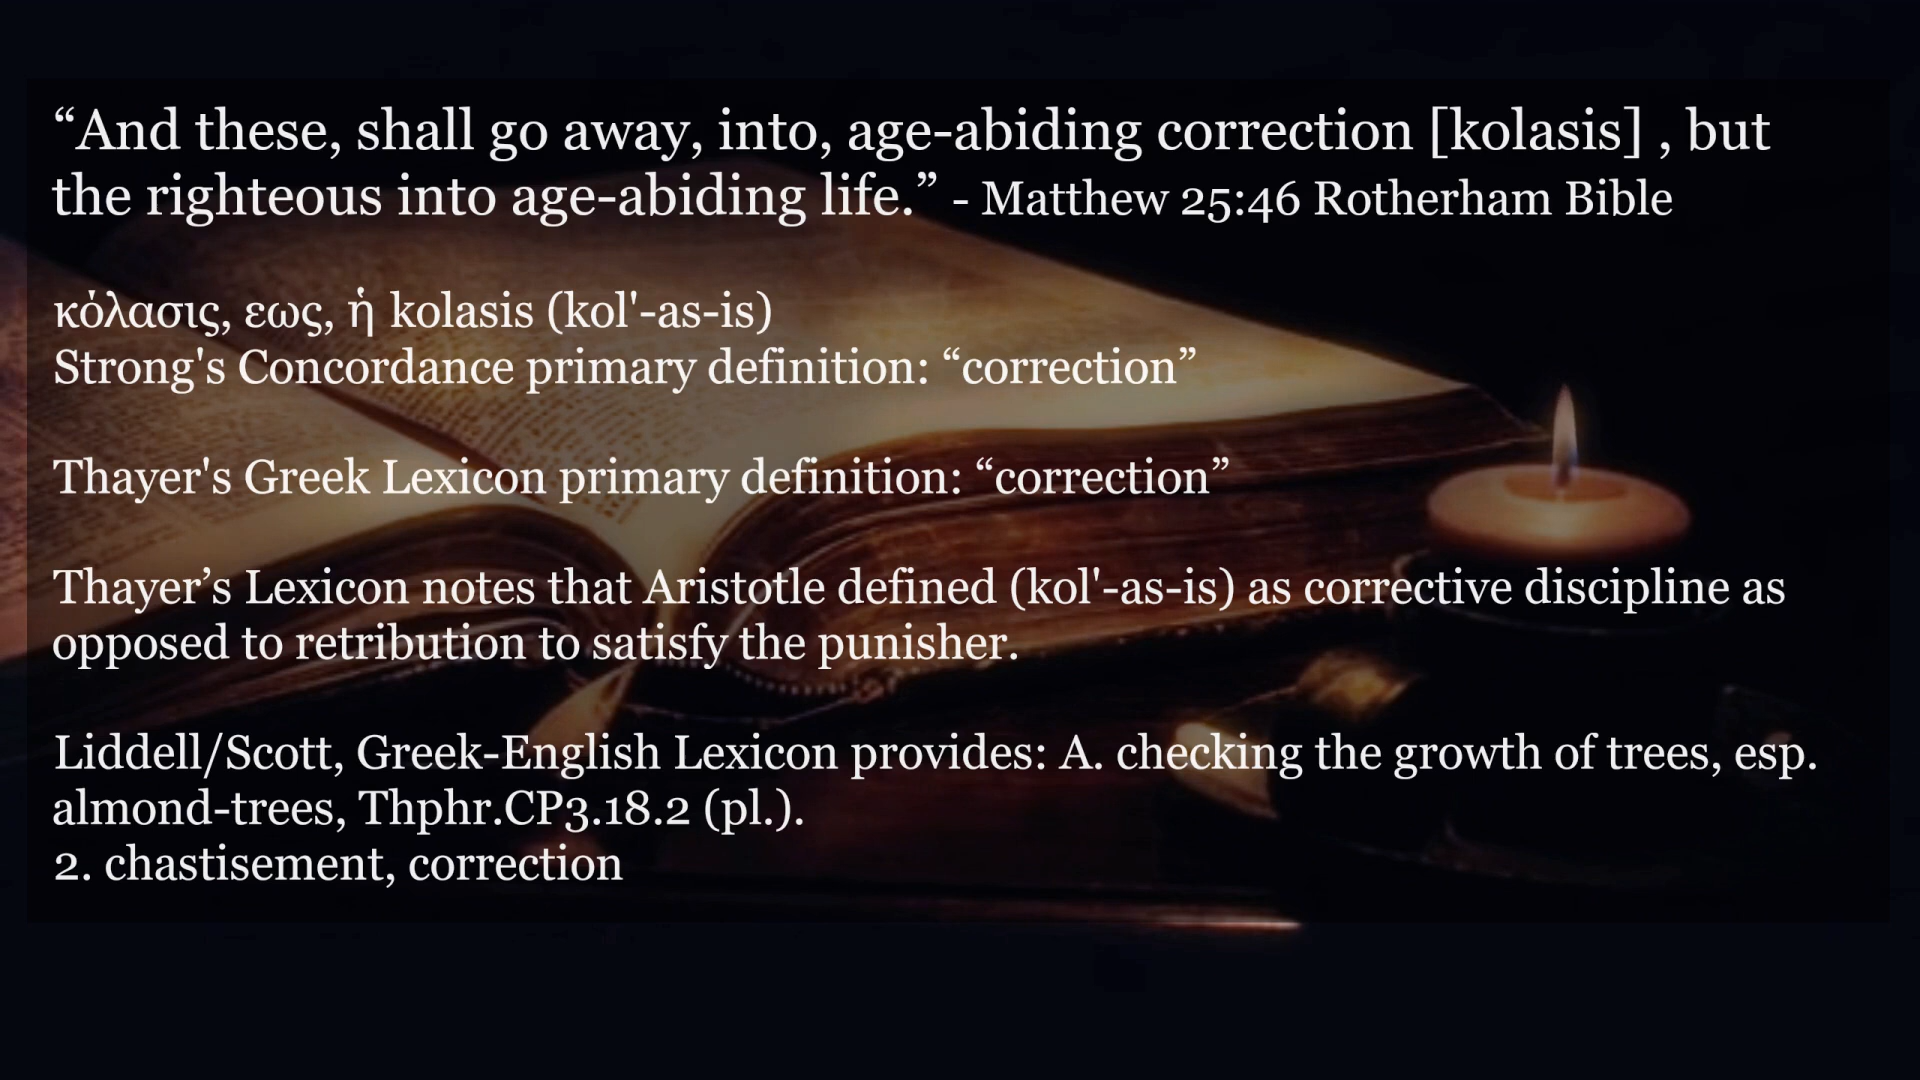 “And these, shall go away, into, age-abiding correction [kolasis] , but
the righteous into age-abiding life.” - Matthew 25:46 Rotherham Bible
κόλασις, εως, ἡ kolasis (kol'-as-is)
Strong's Concordance primary definition: “correction”
Thayer's Greek Lexicon primary definition: “correction”
Thayer’s Lexicon notes that Aristotle defined (kol'-as-is) as corrective discipline as
opposed to retribution to satisfy the punisher.
Liddell/Scott, Greek-English Lexicon provides: A. checking the growth of trees, esp.
almond-trees, Thphr.CP3.18.2 (pl.).
2. chastisement, correction